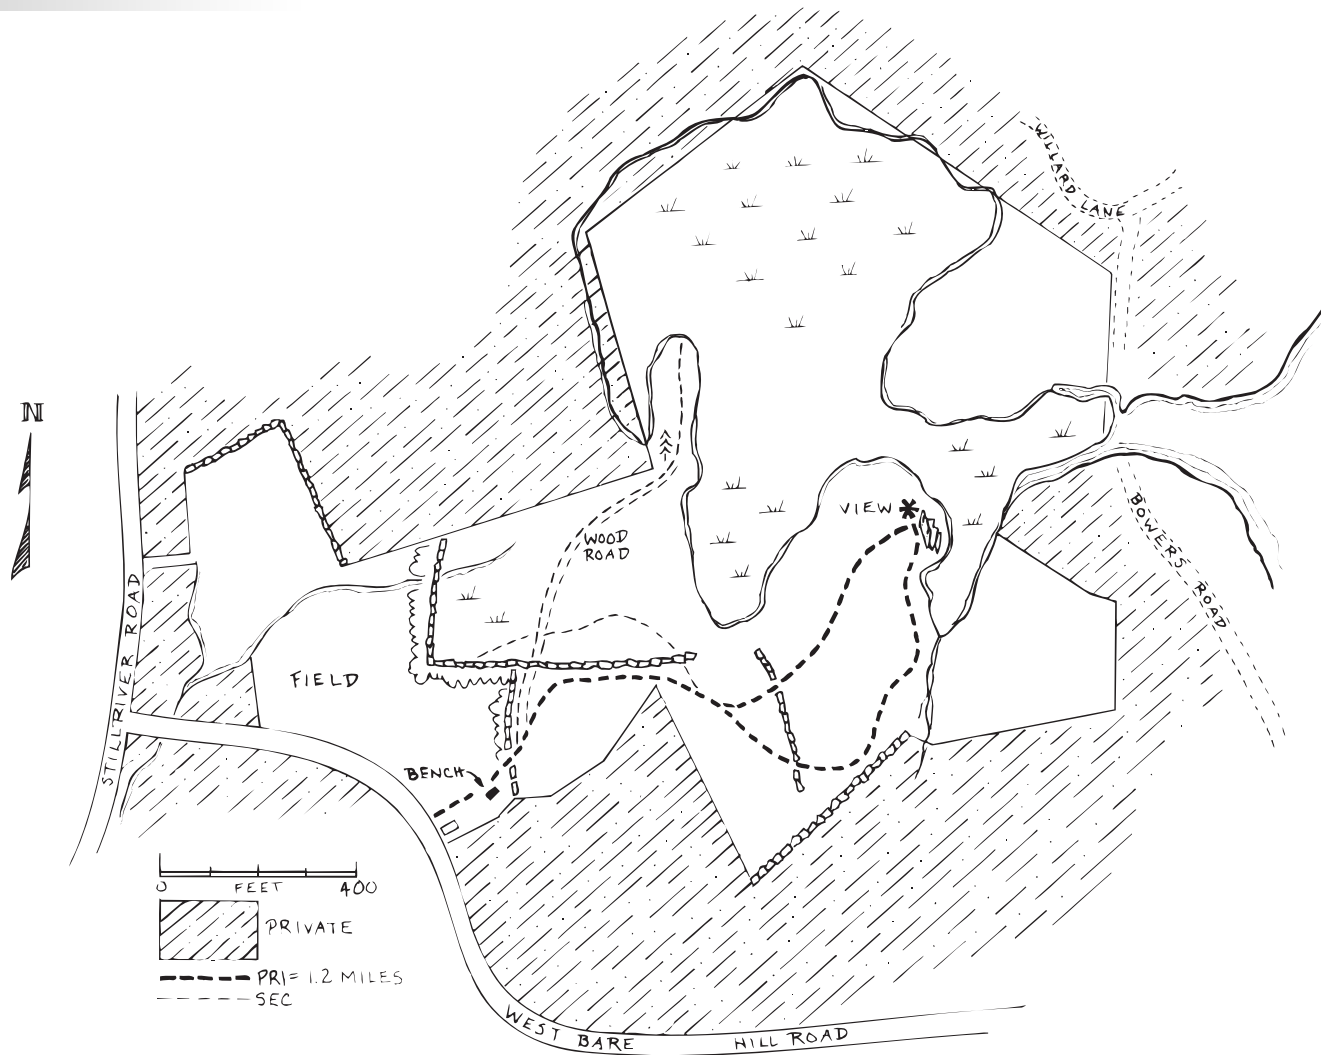 WILLARD LANE
N
VIEW
BOWERS ROAD
WOOD
ROAD
STILLRIVER ROAD
FIELD
BENCH
0 FEET 400
PRIVATE
PRI = 1.2 MILES
SEC
WEST BARE HILL ROAD